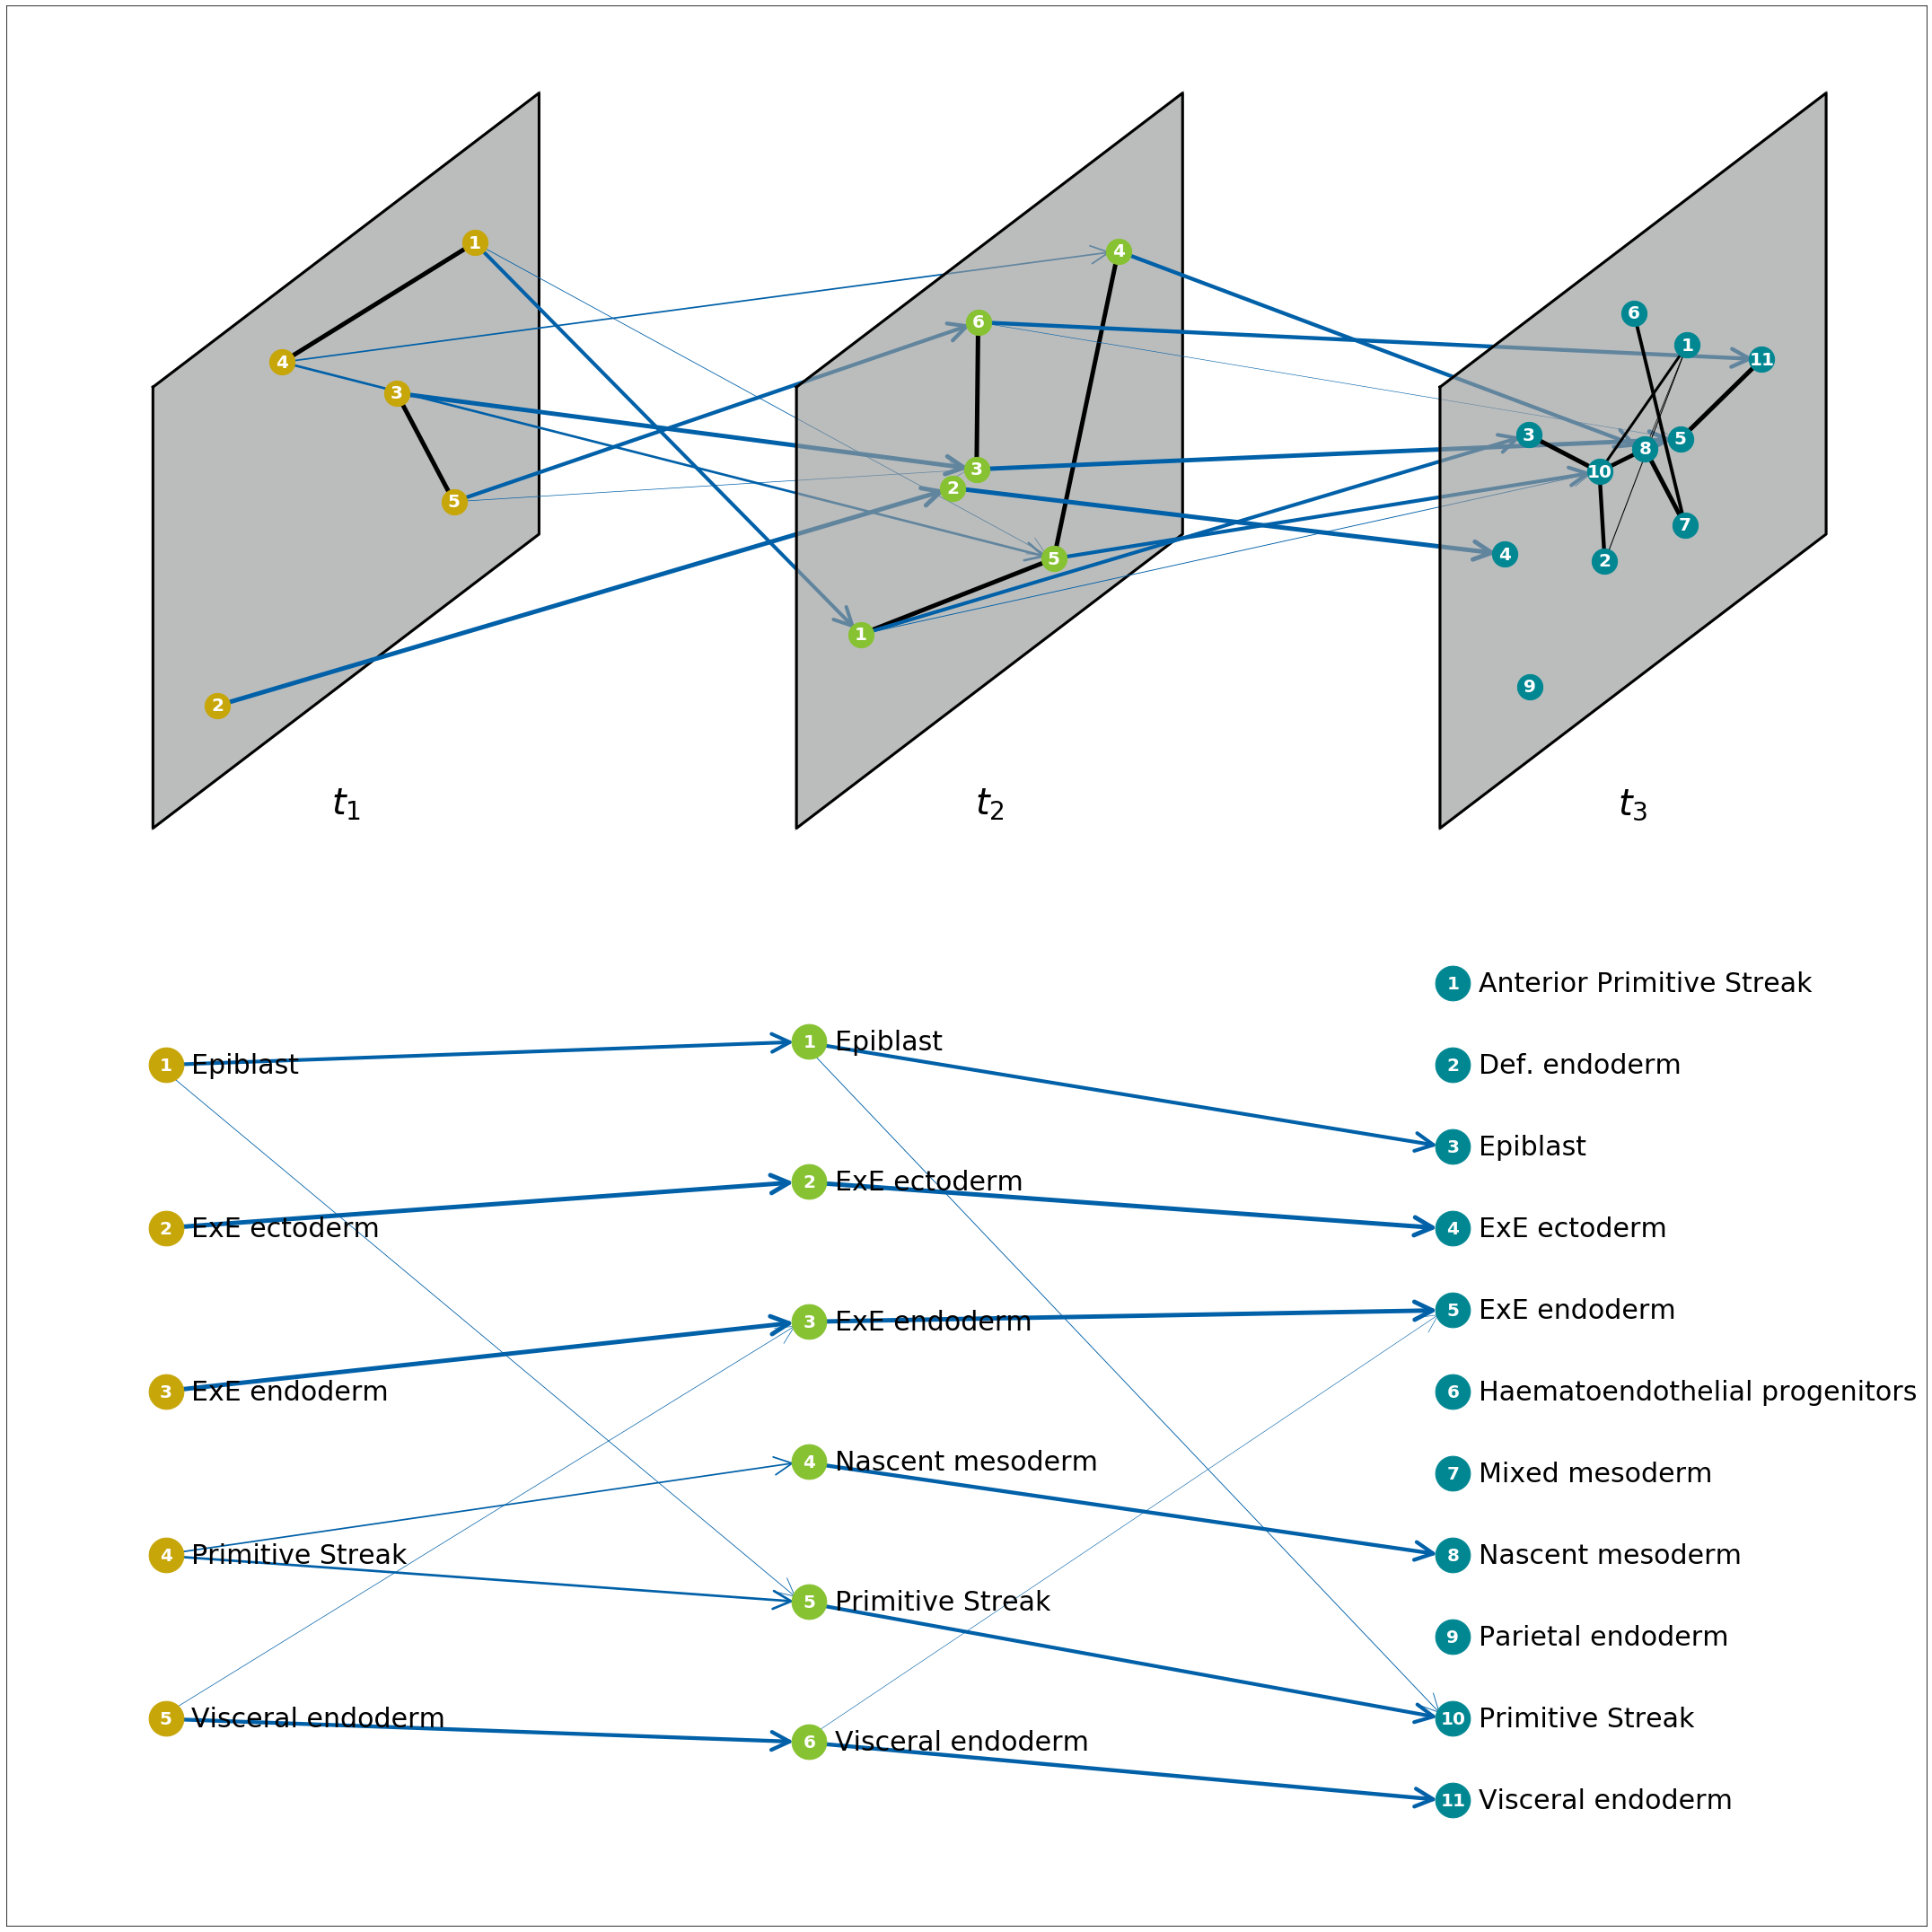 1
4
3
5
2
4
6
3
2
5
1
6
1
11
3
5
8
10
7
4
2
9
t1
t2
t3
1 Anterior Primitive Streak
1 Epiblast
1 Epiblast
2 Def. endoderm
3 Epiblast
2 ExE ectoderm
2 ExE ectoderm
4 ExE ectoderm
3 ExE endoderm
3 ExE endoderm
5 ExE endoderm
6 Haematoendothelial progenitors
4 Nascent mesoderm
7 Mixed mesoderm
4 Primitive Streak
8 Nascent mesoderm
5 Primitive Streak
9 Parietal endoderm
5 Visceral endoderm
6 Visceral endoderm
10 Primitive Streak
11 Visceral endoderm